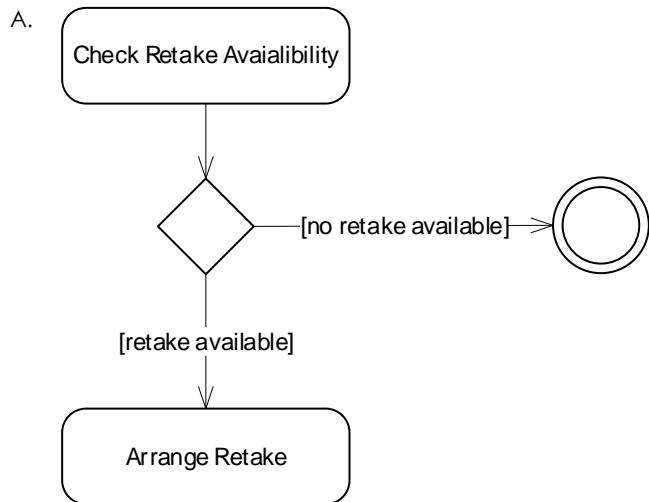 A.
Check Retake Avaialibility
[no retake available]
[retake available]
Arrange Retake